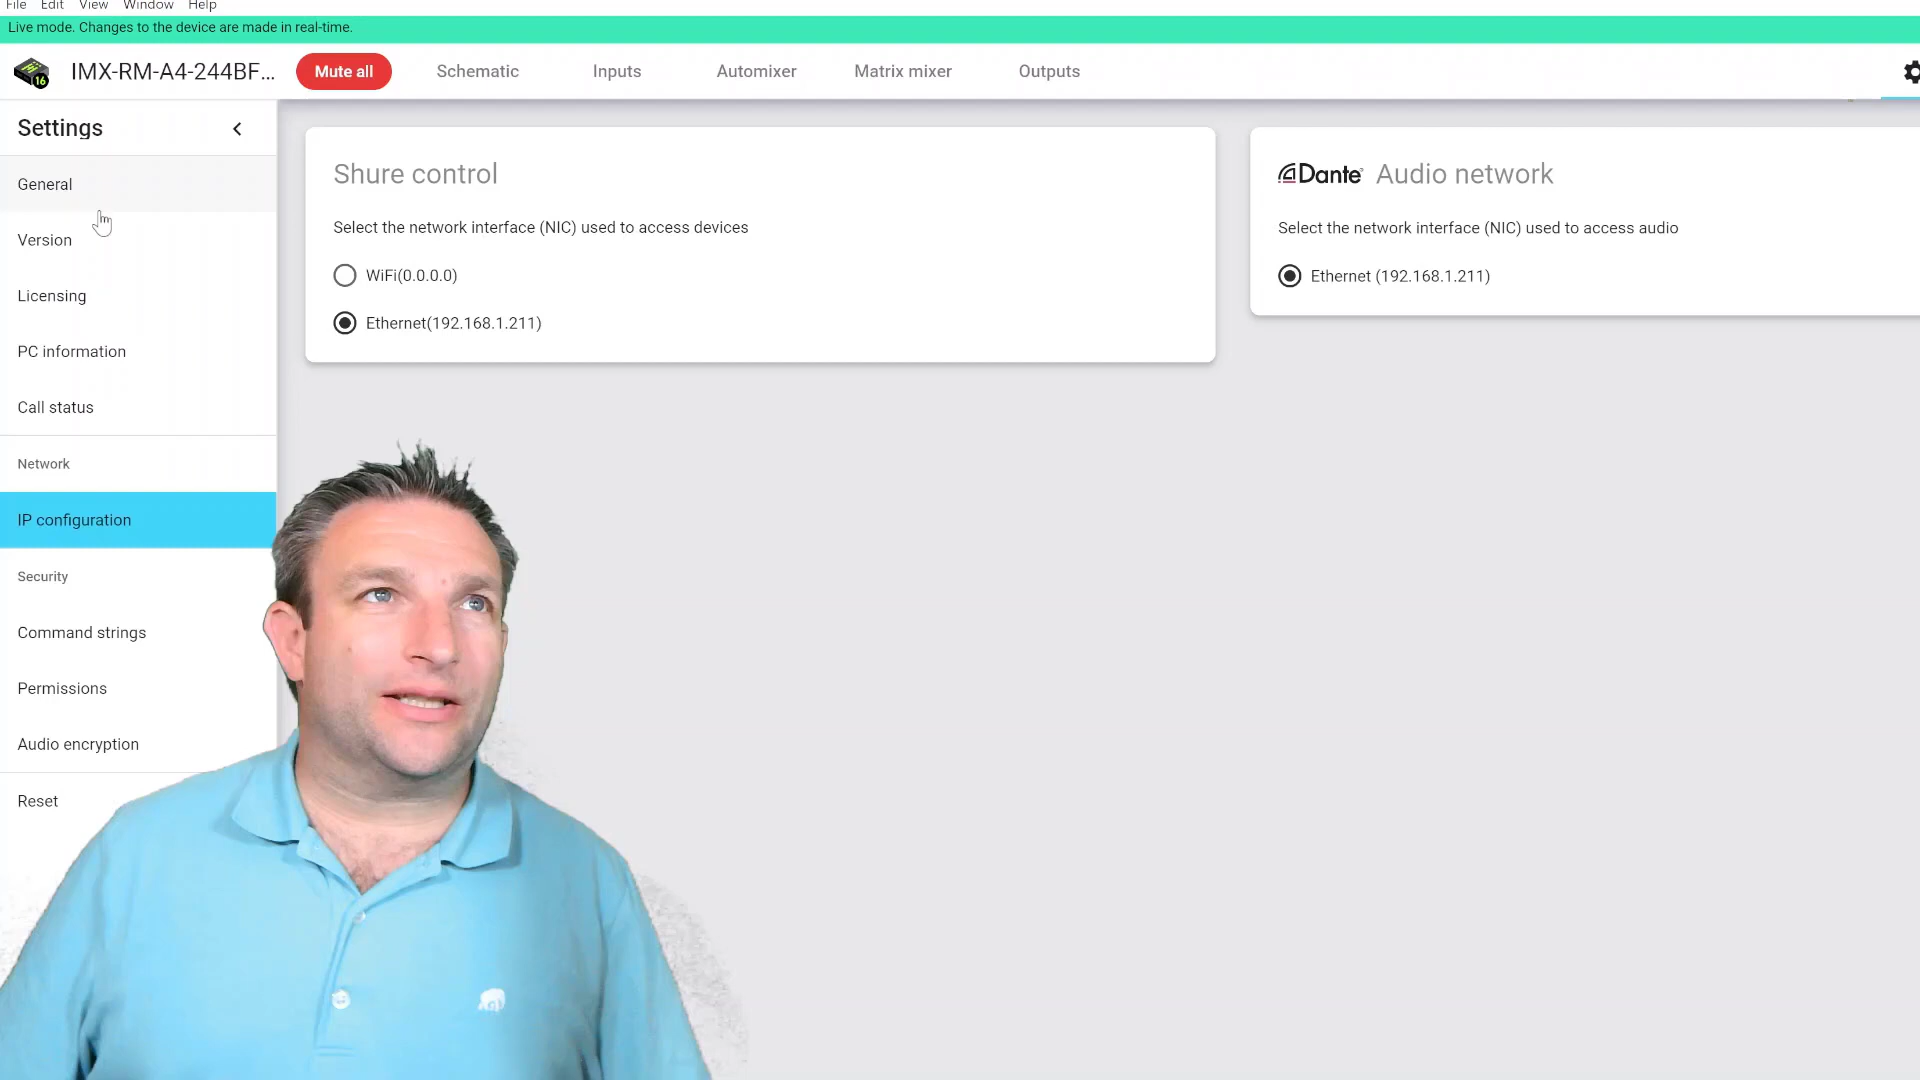 File Edit View Window Help
Live mode. Changes to the device are made in real-time.
16
IMX-RM-A4-244BF... Mute all Schematic Inputs Automixer Matrix mixer Outputs
Settings
General
Version
Licensing
PC information
Call status
Network
IP configuration
Security
Command strings
Permissions
Audio encryption
Reset
Shure control
Select the network interface (NIC) used to access devices
WiFi(0.0.0.0)
Ethernet(192.168.1.211)
Dante Audio network
Select the network interface (NIC) used to access audio
Ethernet (192.168.1.211)